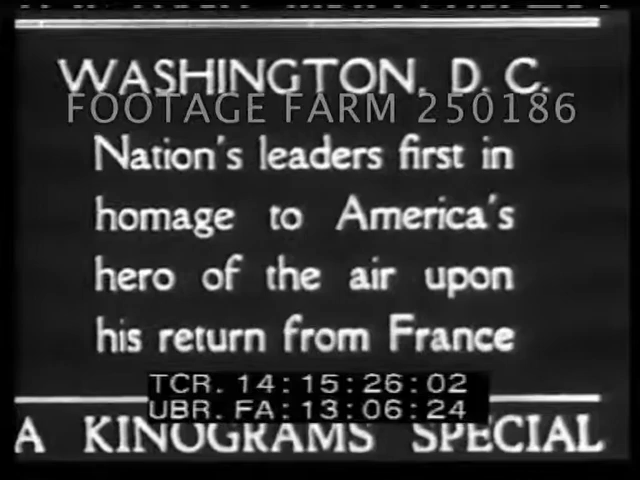 WASHINGTON, D. C.
FOOTAGE FARM 250186
Nation's leaders first in
homage to America's
hero of the air upon
his return from France
TCR. 14:15:26:02
UBR. FA:13:06:24
A KINOGRAMS SPECIAL